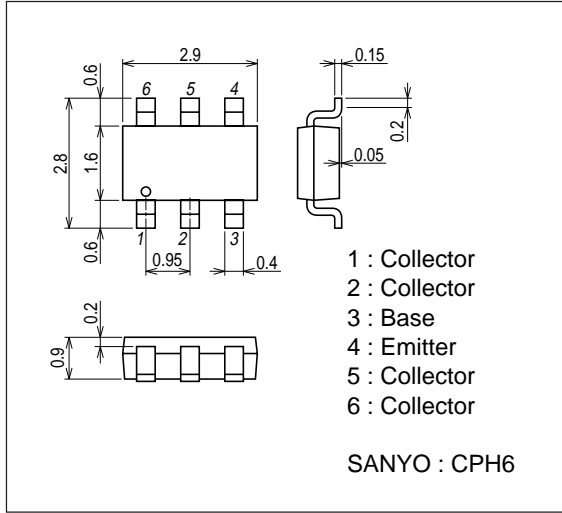 2.9
0.15
0.6
6
5
4
0.2
2.8
1.6
0.05
0.6
1
2
3
0.95
0.4
1 : Collector
2 : Collector
3 : Base
4 : Emitter
5 : Collector
6 : Collector
0.2
0.9
SANYO : CPH6